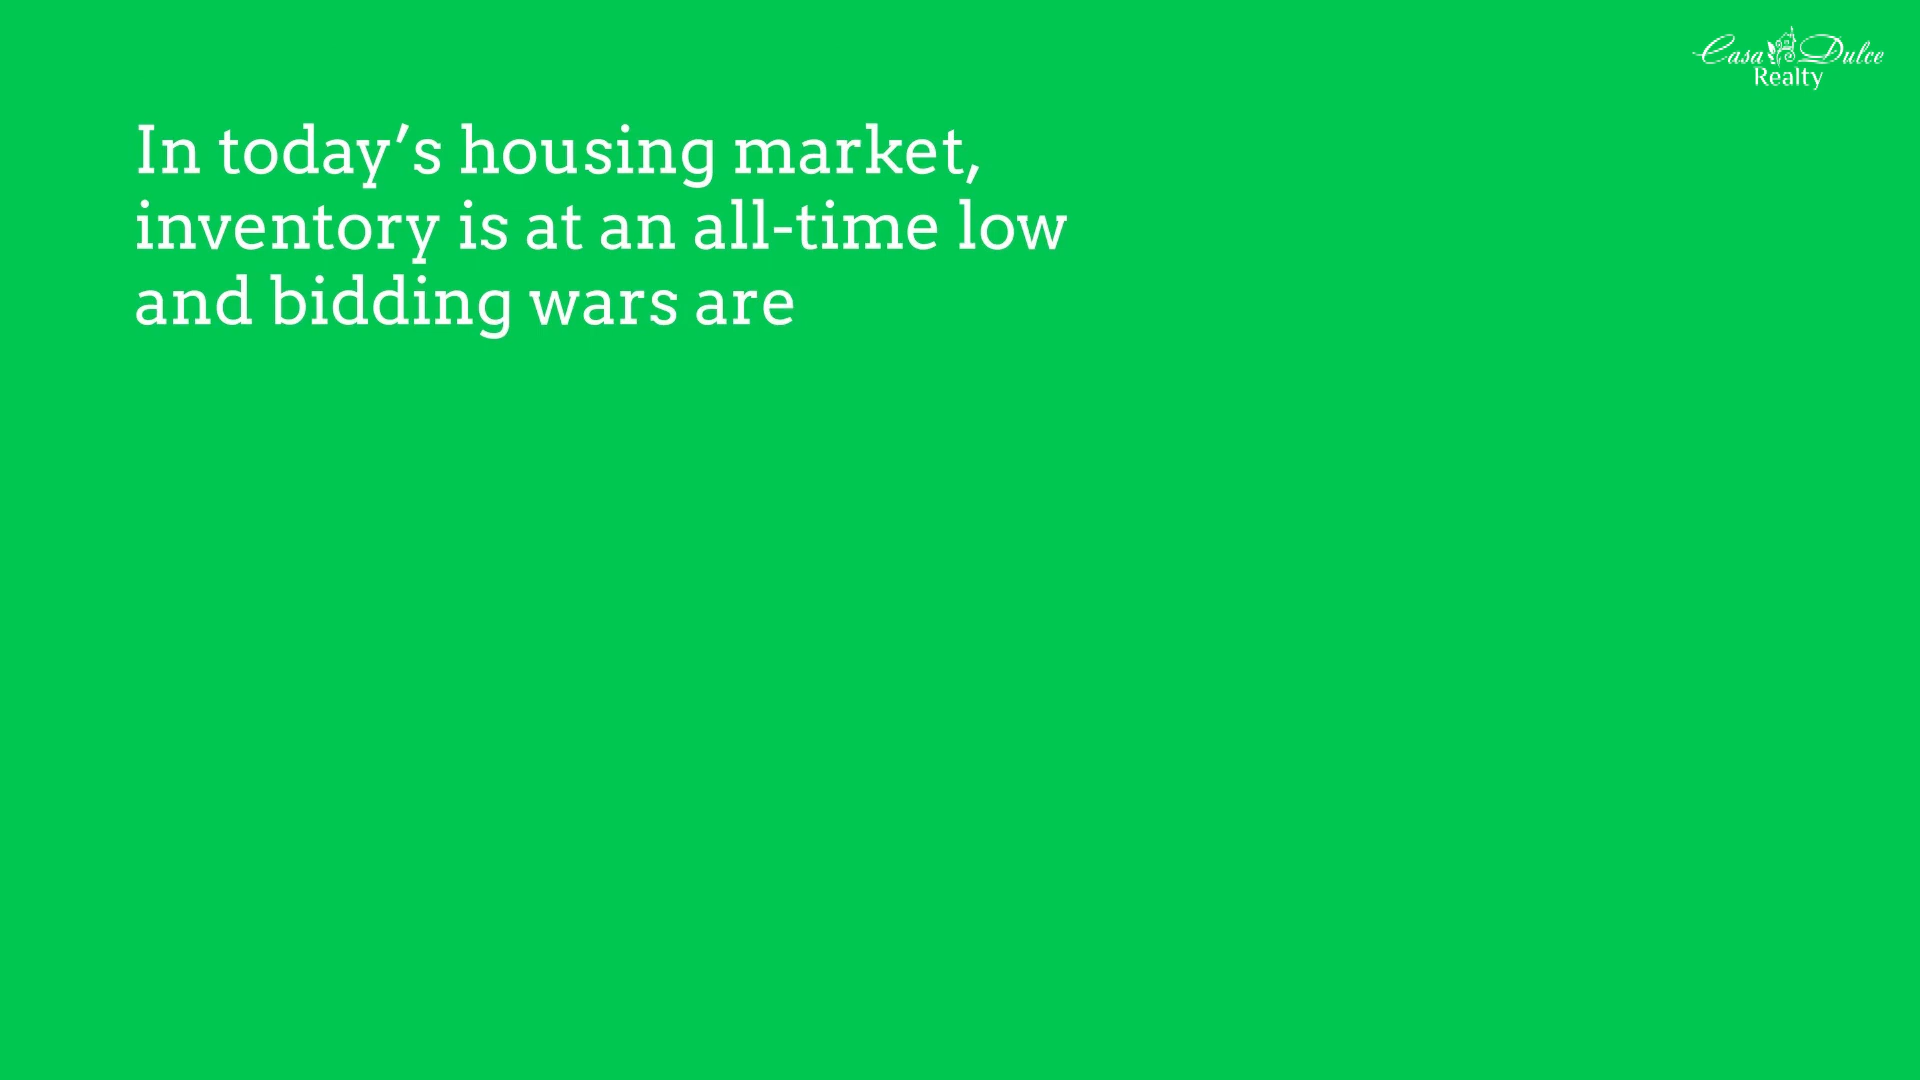 Casa Dulce
Realty
In today’s housing market,
inventory is at an all-time low
and bidding wars are